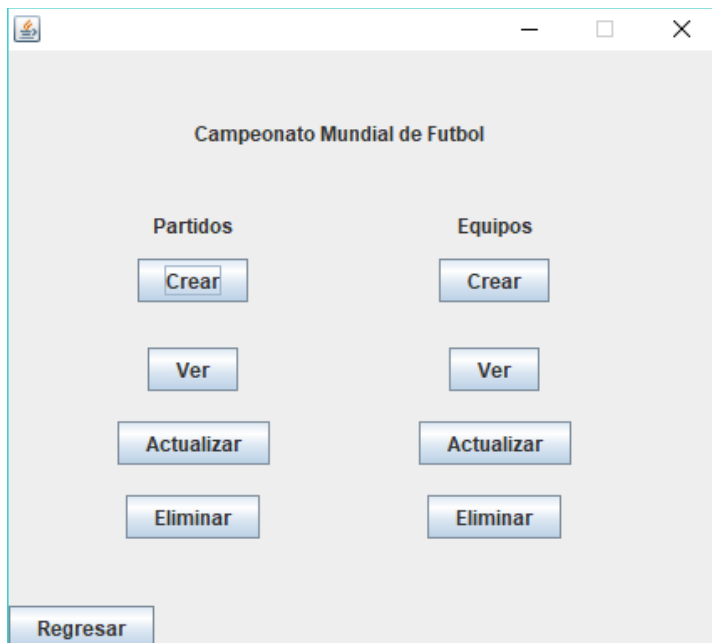 Campeonato Mundial de Futbol
Partidos Equipos
Crear Crear
Ver Ver
Actualizar Actualizar
Eliminar Eliminar
Regresar